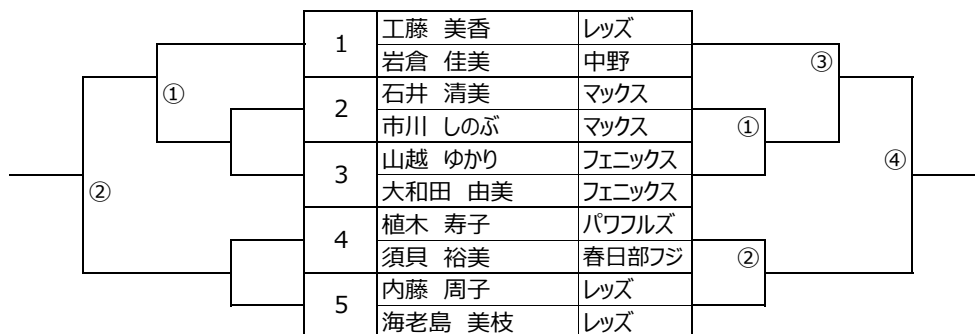 1 工藤 美香 レッズ
岩倉 佳美 中野 ③
① 2 石井 清美 マックス
市川 しのぶ マックス ①
3 山越 ゆかり フェニックス ④
② 大和田 由美 フェニックス
4 植木 寿子 パワフルズ
須貝 裕美 春日部フジ ②
5 内藤 周子 レッズ
海老島 美枝 レッズ